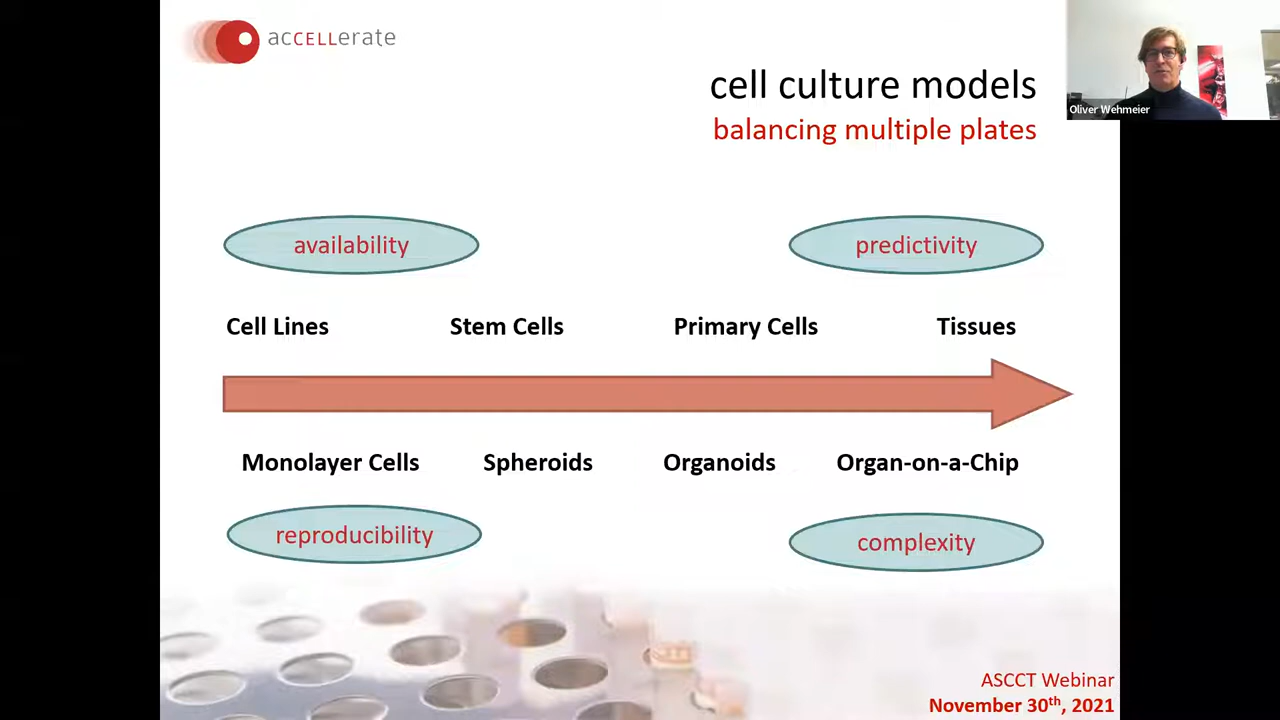 acCELLerate
cell culture models
balancing multiple plates
Oliver Wehmeier
availability
predictivity
Cell Lines
Stem Cells
Primary Cells
Tissues
Monolayer Cells
Spheroids
Organoids
Organ-on-a-Chip
reproducibility
complexity
ASCCT Webinar
November 30th, 2021